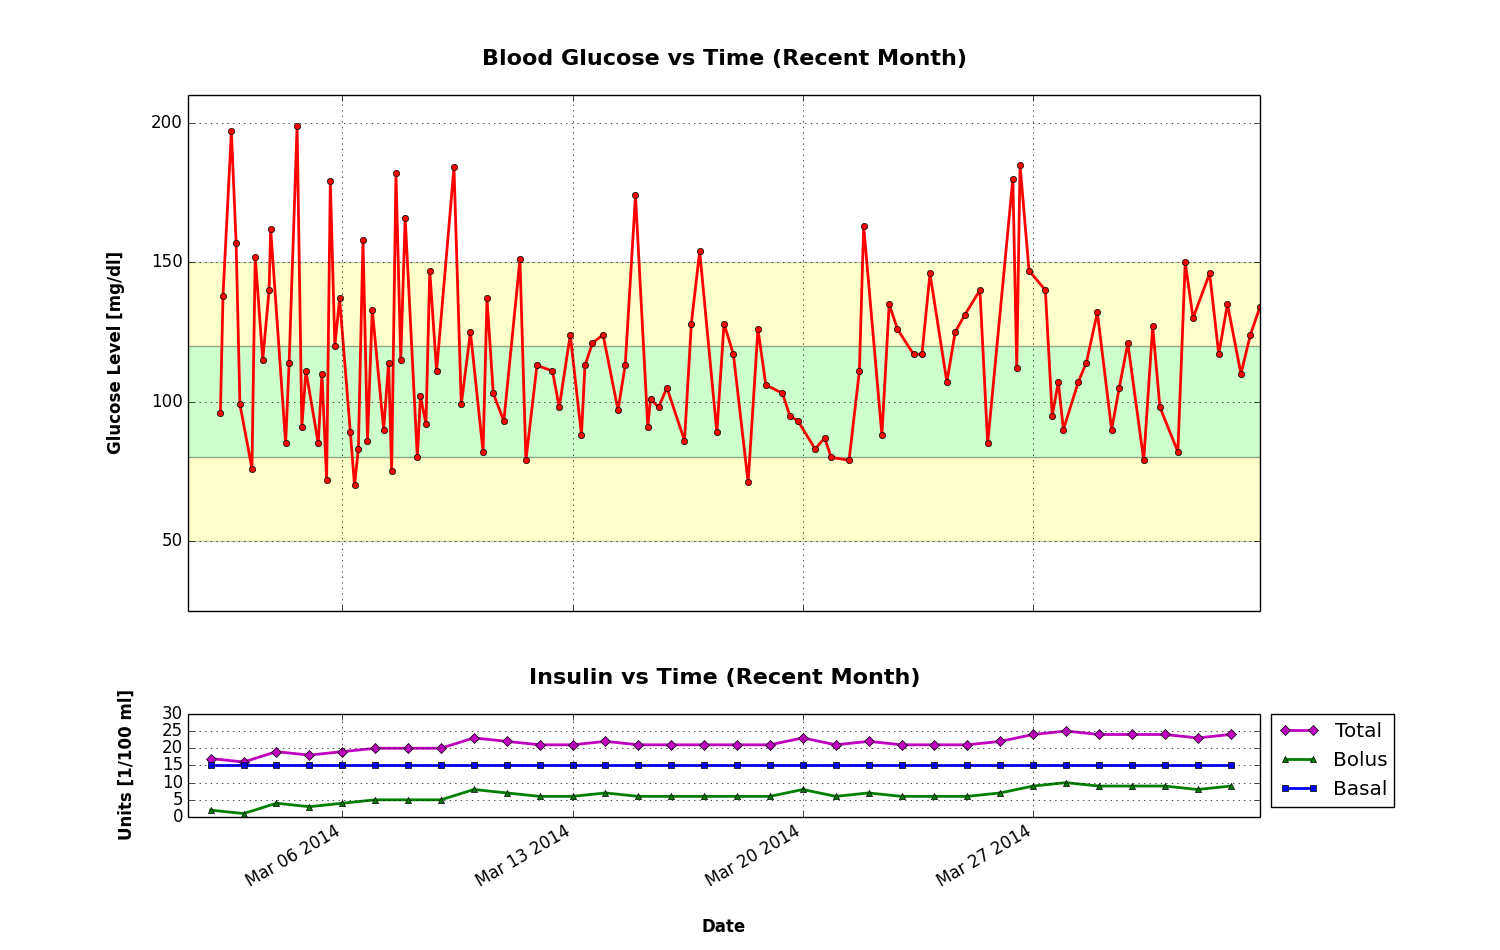 Blood Glucose vs Time (Recent Month)
200
150
100
50
Glucose Level [mg/dl]
Insulin vs Time (Recent Month)
30
25
20
15
10
5
0
Units [1/100 ml]
Total
Bolus
Basal
Mar 06 2014
Mar 13 2014
Mar 20 2014
Mar 27 2014
Date